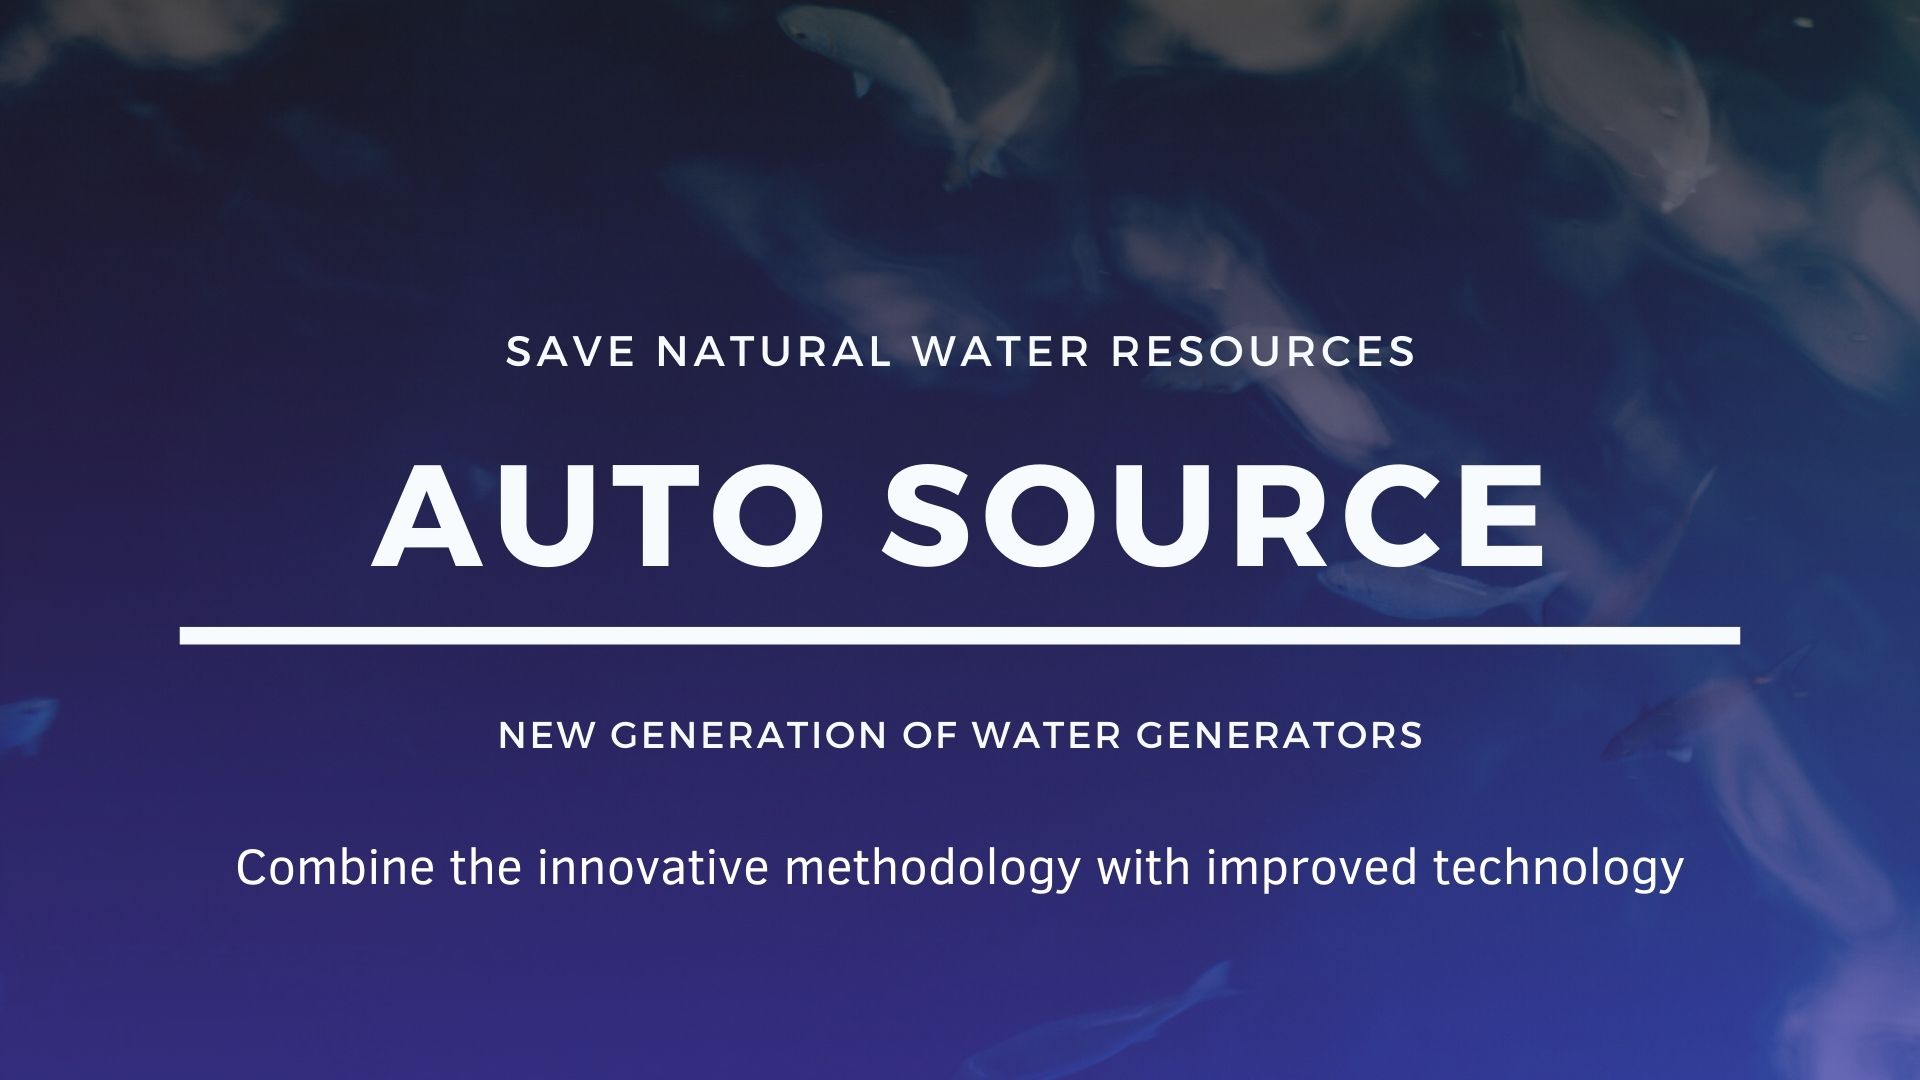 SAVE NATURAL WATER RESOURCES
AUTO SOURCE
NEW GENERATION OF WATER GENERATORS
Combine the innovative methodology with improved technology